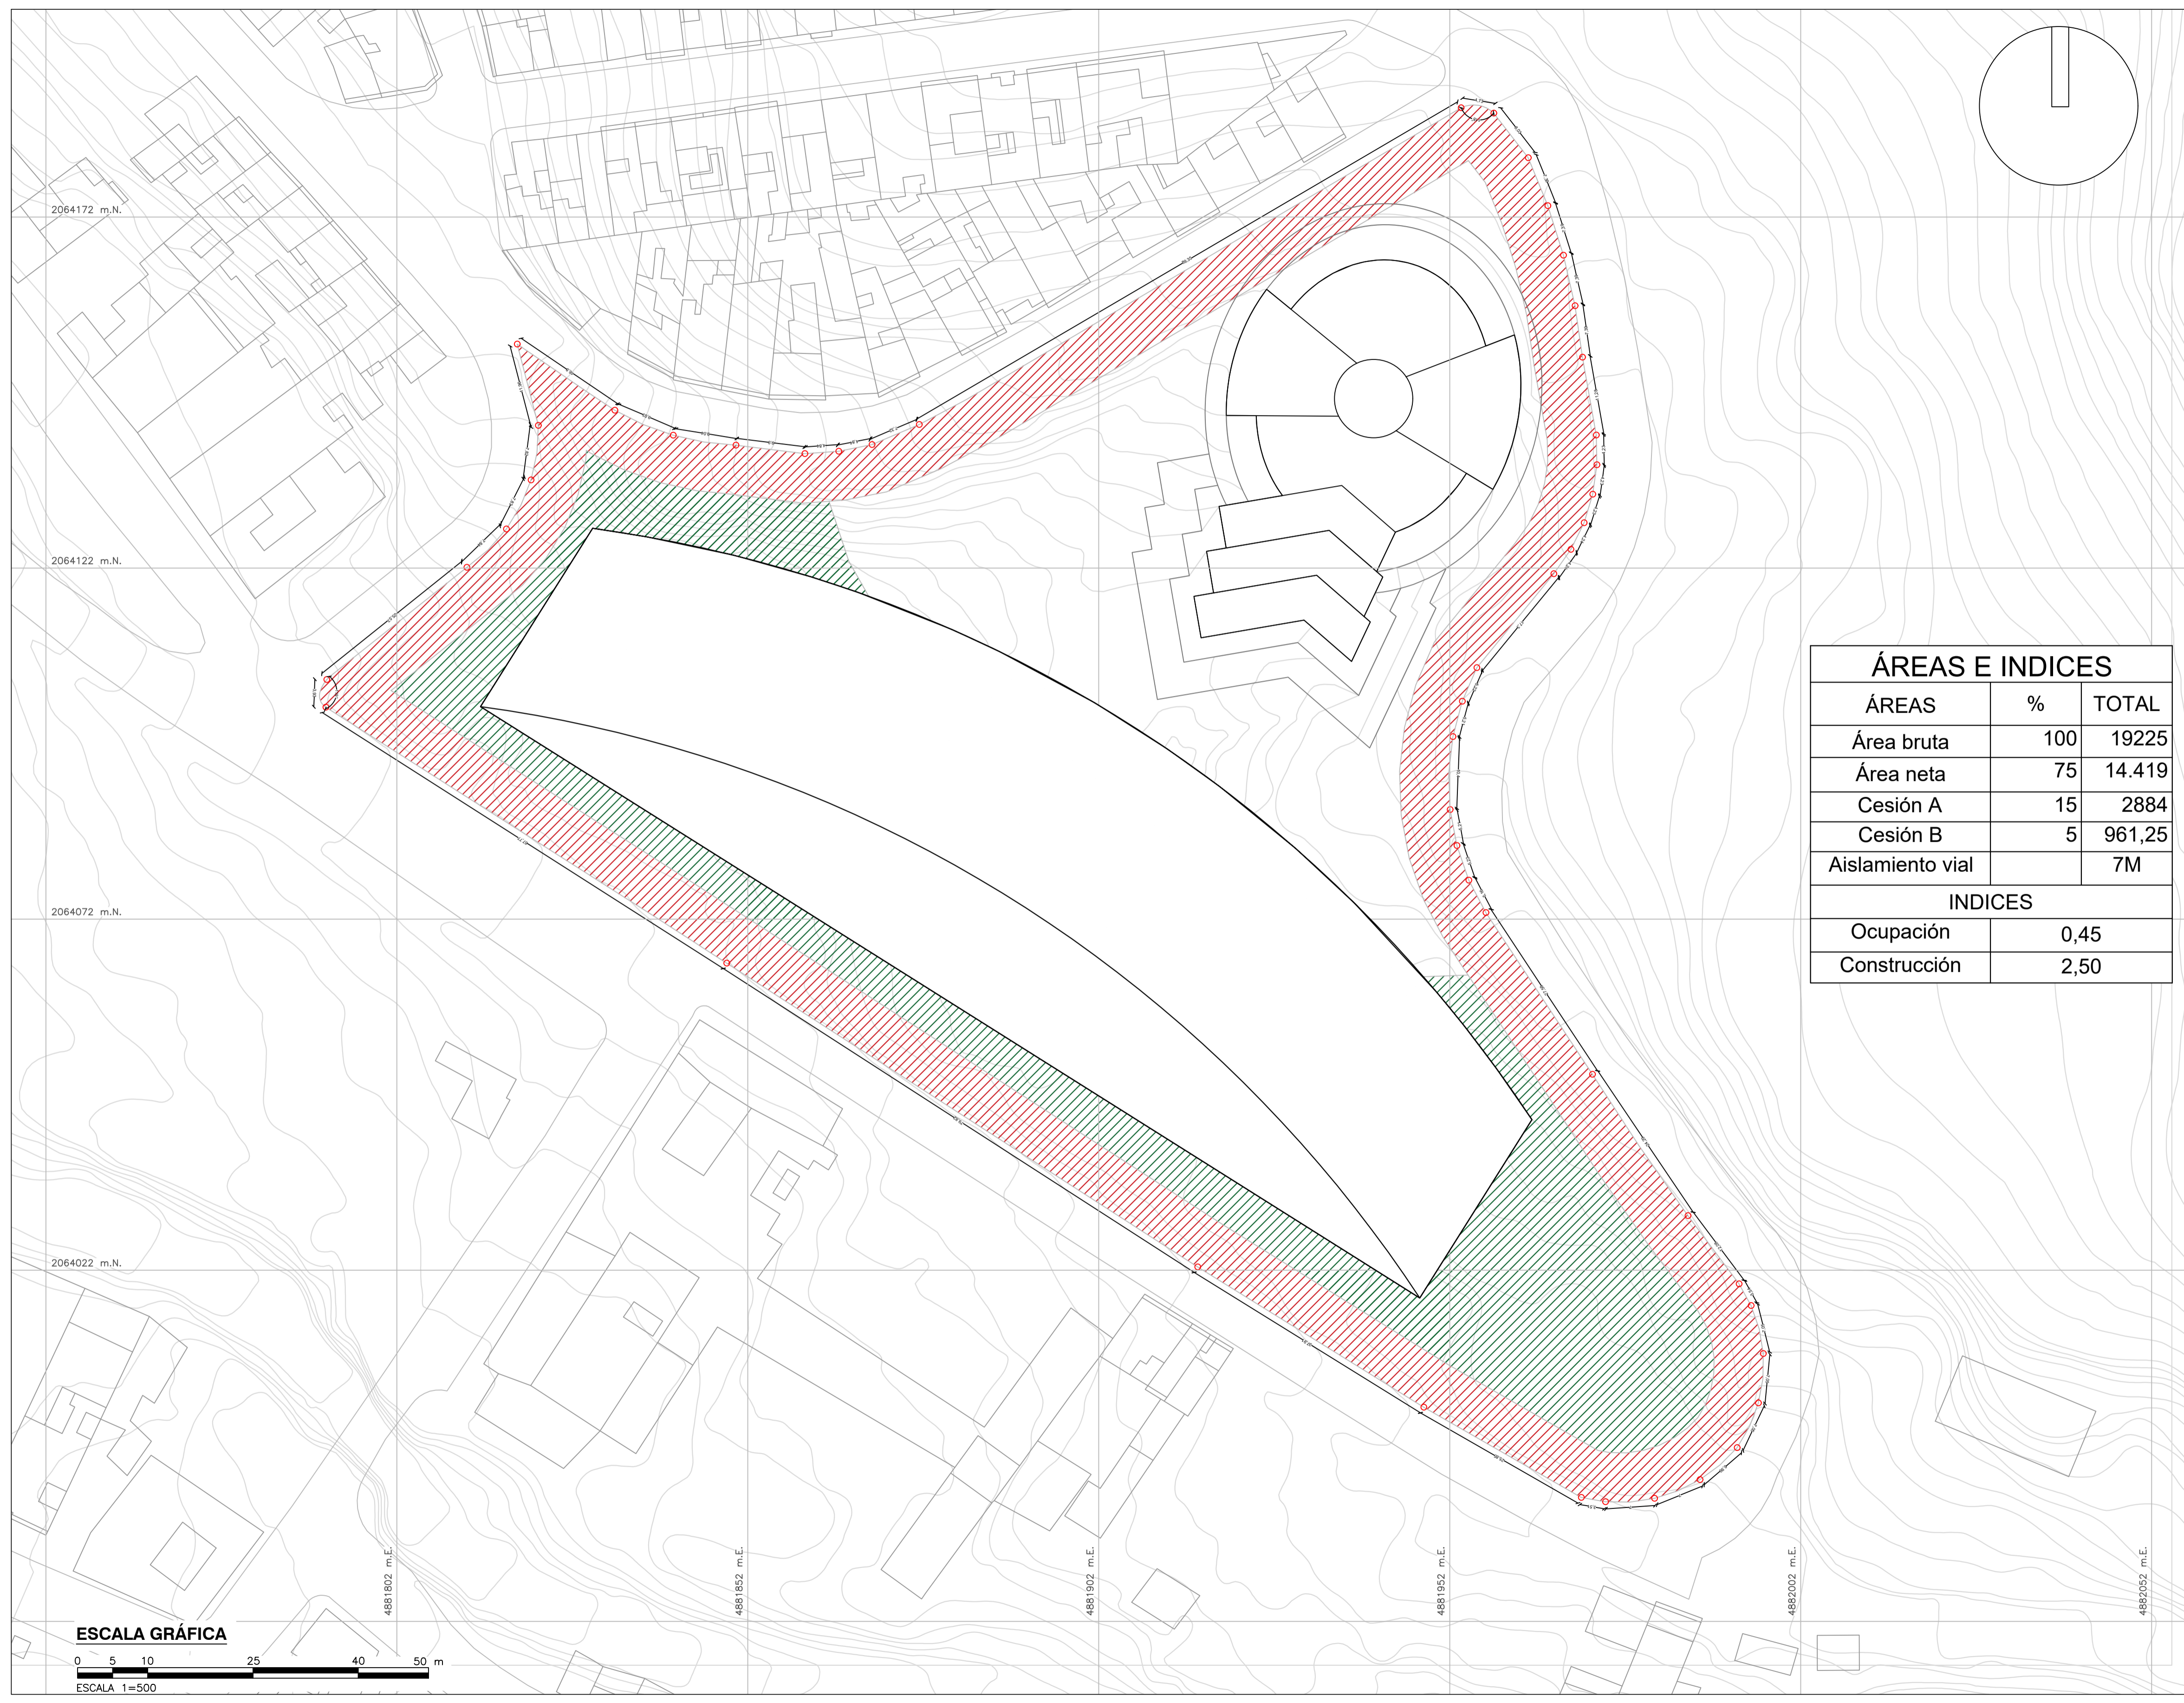 2064172 m.N.
2064122 m.N.
2064072 m.N.
2064022 m.N.
ÁREAS E INDICES
ÁREAS % TOTAL
Área bruta 100 19225
Área neta 75 14.419
Cesión A 15 2884
Cesión B 5 961,25
Aislamiento vial 7M
INDICES
Ocupación 0,45
Construcción 2,50
4881802 m.E.
4881852 m.E.
4881902 m.E.
4881952 m.E.
4882002 m.E.
4882052 m.E.
ESCALA GRÁFICA
0 5 10 25 40 50 m
ESCALA 1=500